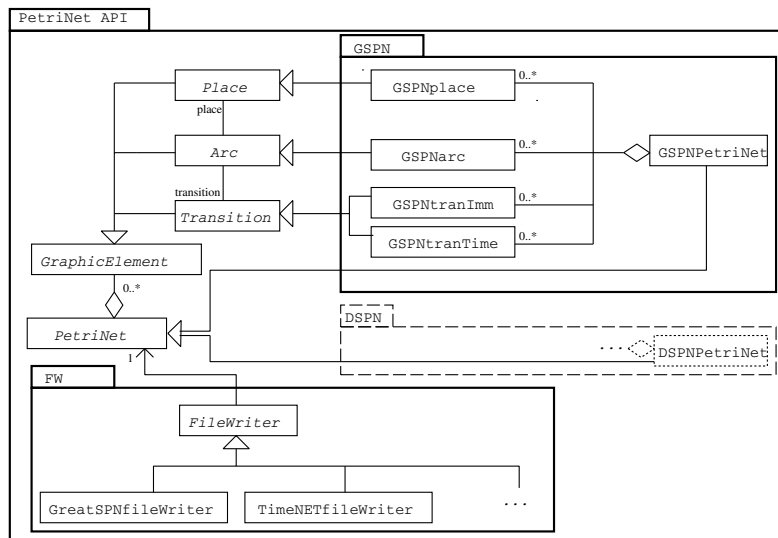 PetriNet API
GSPN
Place
GSPNplace
0..*
place
Arc
GSPNarc
0..*
GSPNPetriNet
transition
Transition
GSPNtranImm
0..*
GSPNtranTime
0..*
GraphicElement
0..*
PetriNet
1
DSPN
...
DSPNPetriNet
FW
FileWriter
GreatSPNfileWriter
TimeNETfileWriter
...